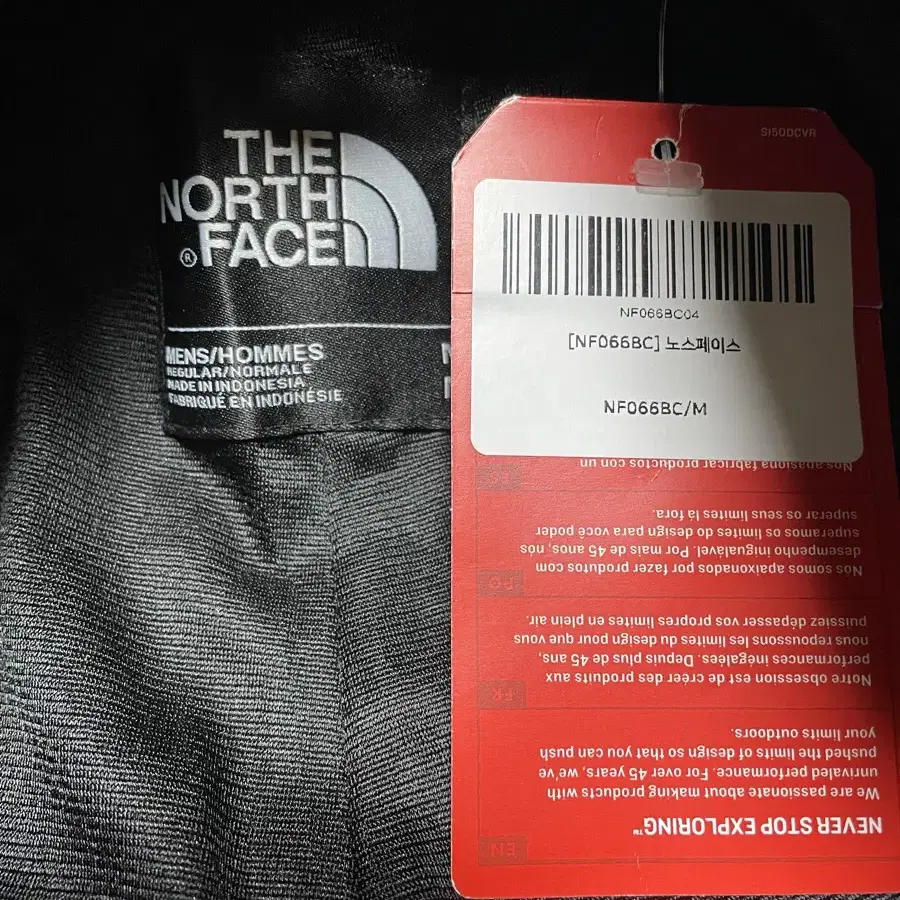 THE
NORTH
FACE
®
MENS/HOMMES
REGULAR/NORMALE
MADE IN INDONESIA
FABRIQUÉ EN INDONÉSIE
SI50DCVR
NF066BC04
[NF066BC] 노스페이스
NF066BC/M
EN
NEVER STOP EXPLORING™
We are passionate about making products with
unrivaled performance. For over 45 years, we've
pushed the limits of design so that you can push
your limits outdoors.
FR
Notre obsession est de créer des produits aux
performances inégalées. Depuis plus de 45 ans,
nous repoussons les limites du design pour que vous
puissiez dépasser vos propres limites en plein air.
PO
Nós somos apaixonados por fazer produtos com
desempenho inigualável. Por mais de 45 anos, nós
superamos os limites do design para você poder
superar os seus limites lá fora.
Nos apasiona fabricar productos con un